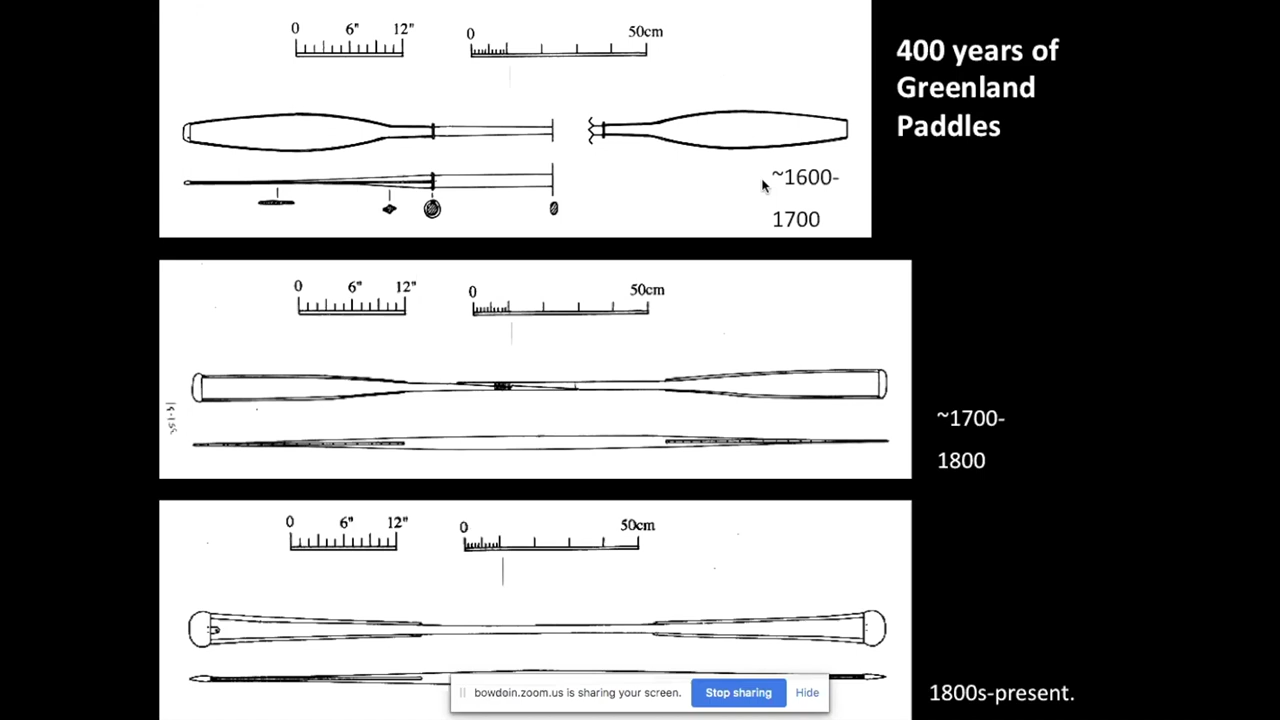 400 years of
Greenland
Paddles
0 6" 12" 0 50cm
~1600-
1700
0 6" 12" 0 50cm
~1700-
1800
0 6" 12" 0 50cm
bowdoin.zoom.us is sharing your screen. Stop sharing Hide
1800s-present.